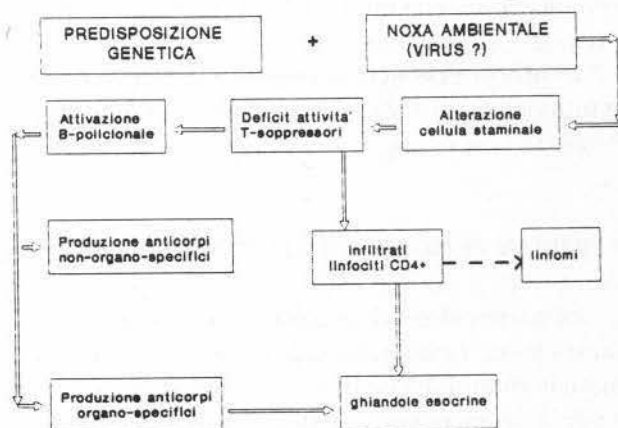 PREDISPOSIZIONE
GENETICA
+
NOXA AMBIENTALE
(VIRUS ?)
Attivazione
B-policlonale
Deficit attivita'
T-soppressori
Alterazione
cellula staminale
Produzione anticorpi
non-organo-specifici
infiltrati
linfociti CD4+
linfomi
Produzione anticorpi
organo-specifici
ghiandole esocrine